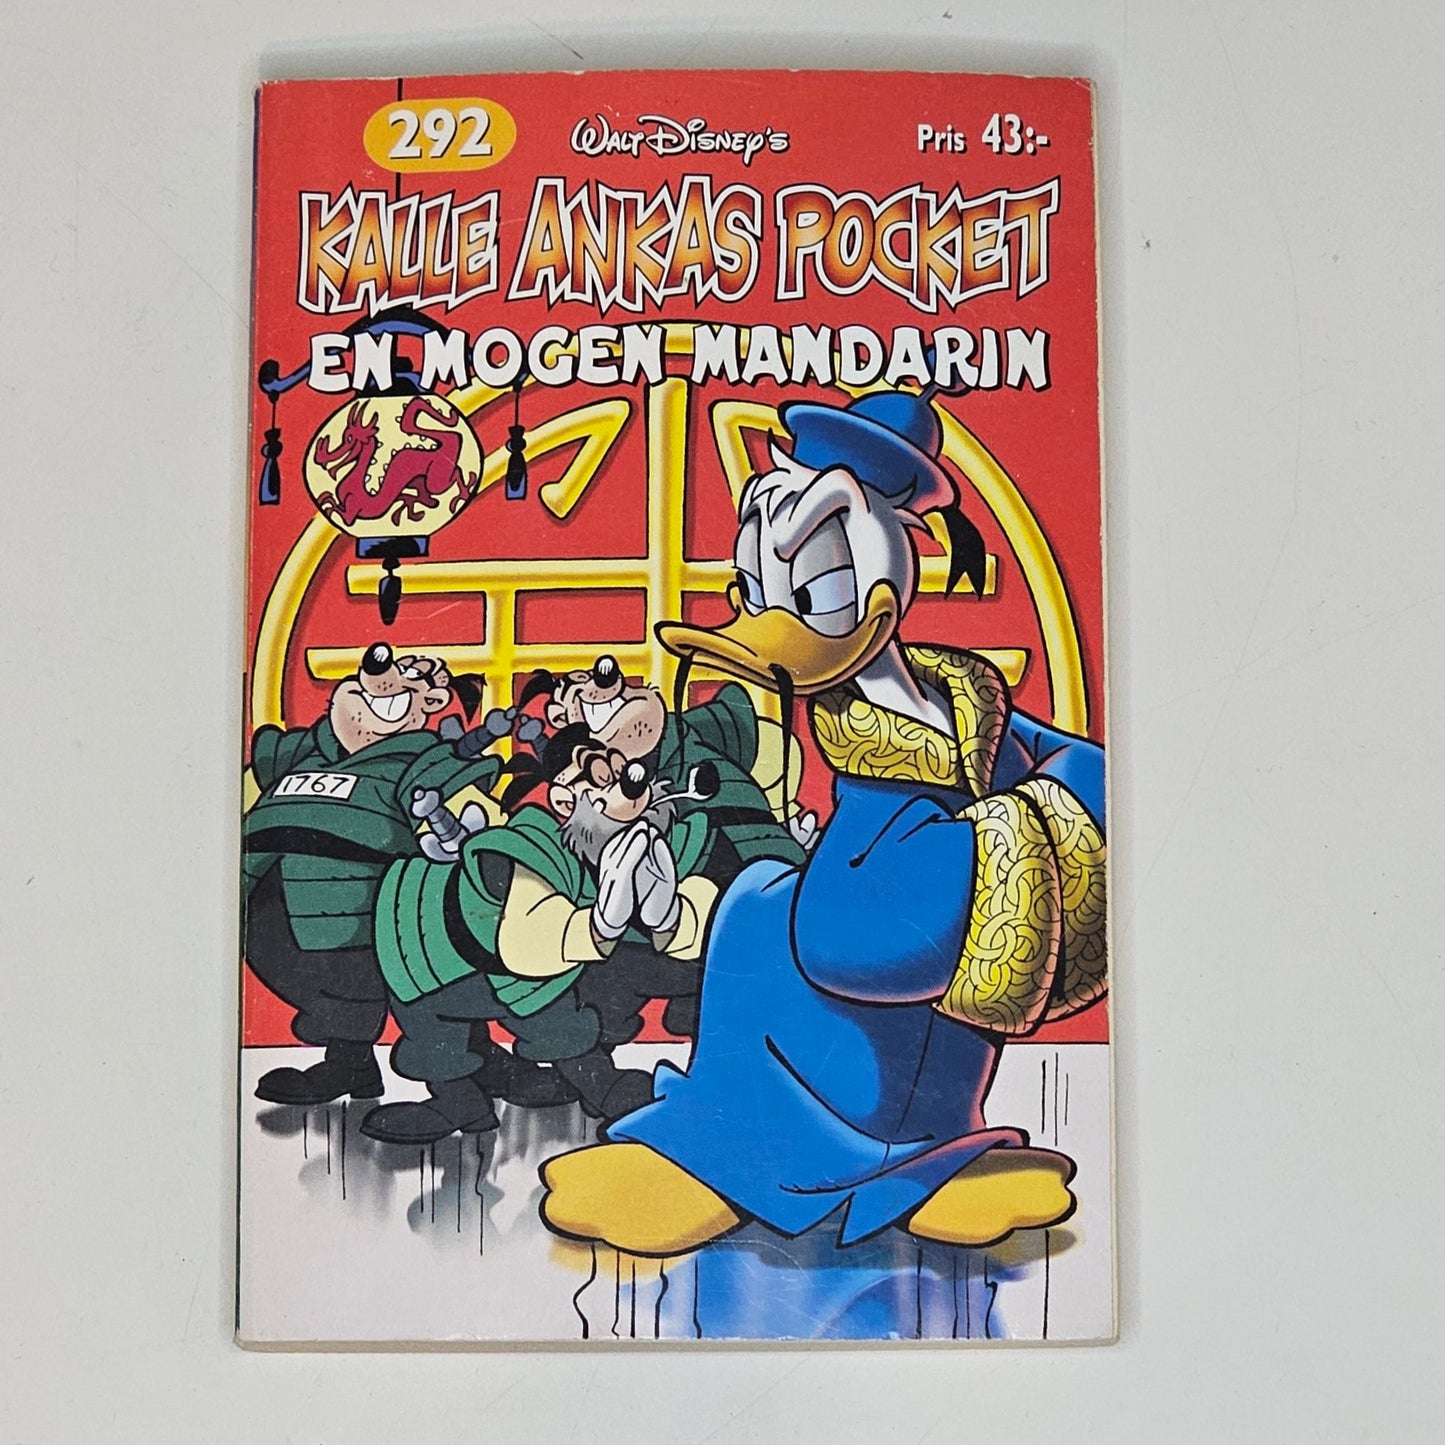 292
WALT DISNEY'S
Pris 43:-
KALLE ANKAS POCKET
EN MOGEN MANDARIN
1767